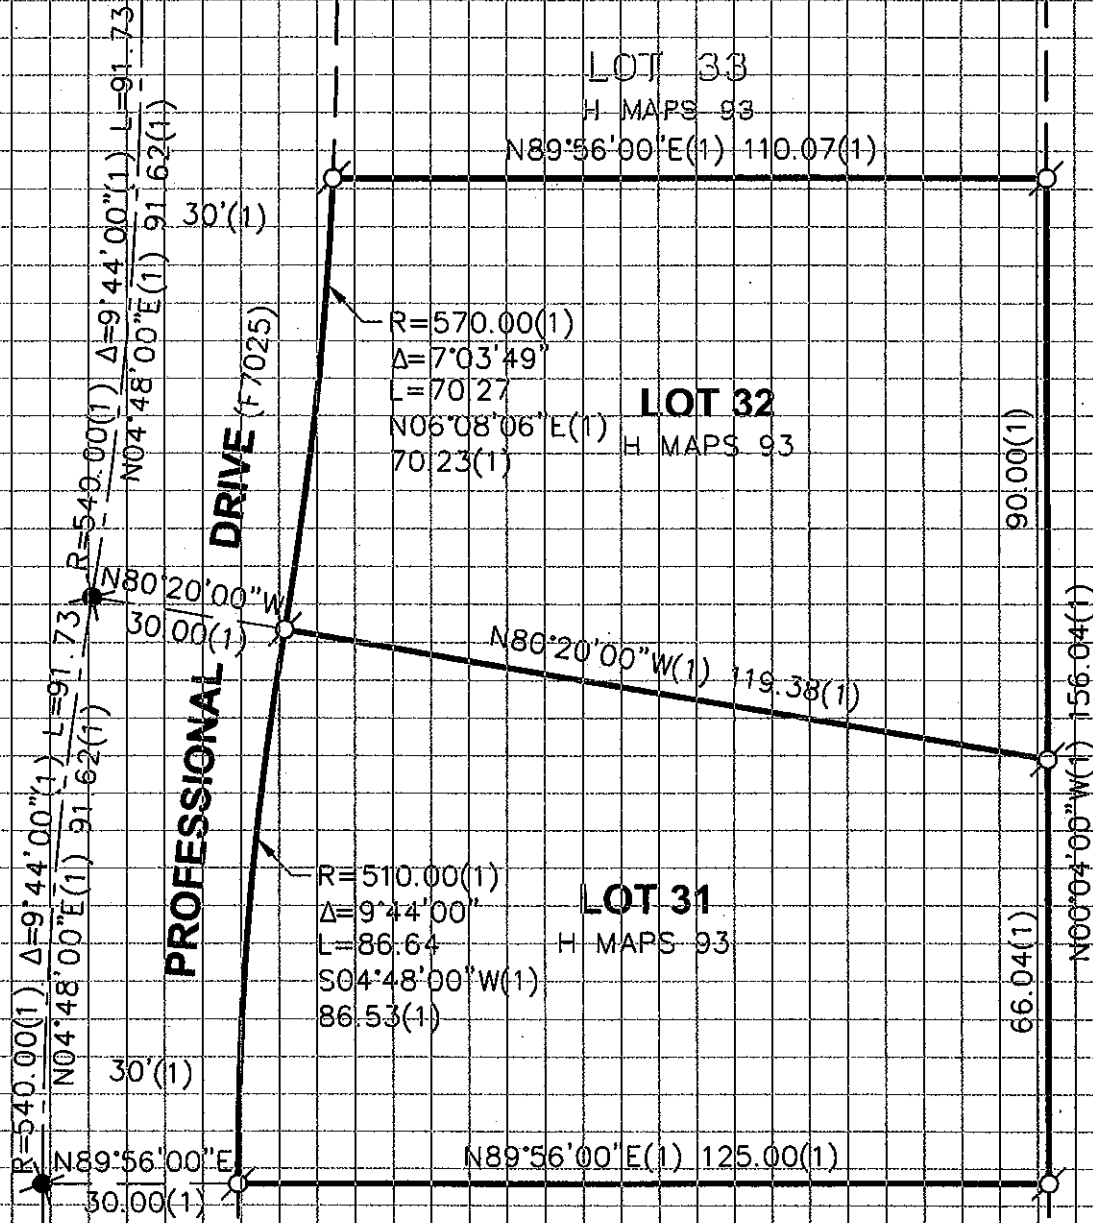 LOT 33
H MAPS 93
N89°56'00"E(1) 110.07(1)
R=540.00(1) Δ=9°44'00"(1) L=91.73
N04°48'00"E(1) 91.62(1)
30'(1)
R=570.00(1)
Δ=7°03'49"
L=70.27
N06°08'06"E(1)
70.23(1)
LOT 32
H MAPS 93
90.00(1)
PROFESSIONAL DRIVE (F7025)
N80°20'00"W
30.00(1)
N80°20'00"W(1) 119.38(1)
N00°04'00"W(1) 156.04(1)
R=540.00(1) Δ=9°44'00"(1) L=91.73
N04°48'00"E(1) 91.62(1)
R=510.00(1)
Δ=9°44'00"
L=86.64
S04°48'00"W(1)
86.53(1)
LOT 31
H MAPS 93
66.04(1)
30'(1)
N89°56'00"E
30.00(1)
N89°56'00"E(1) 125.00(1)